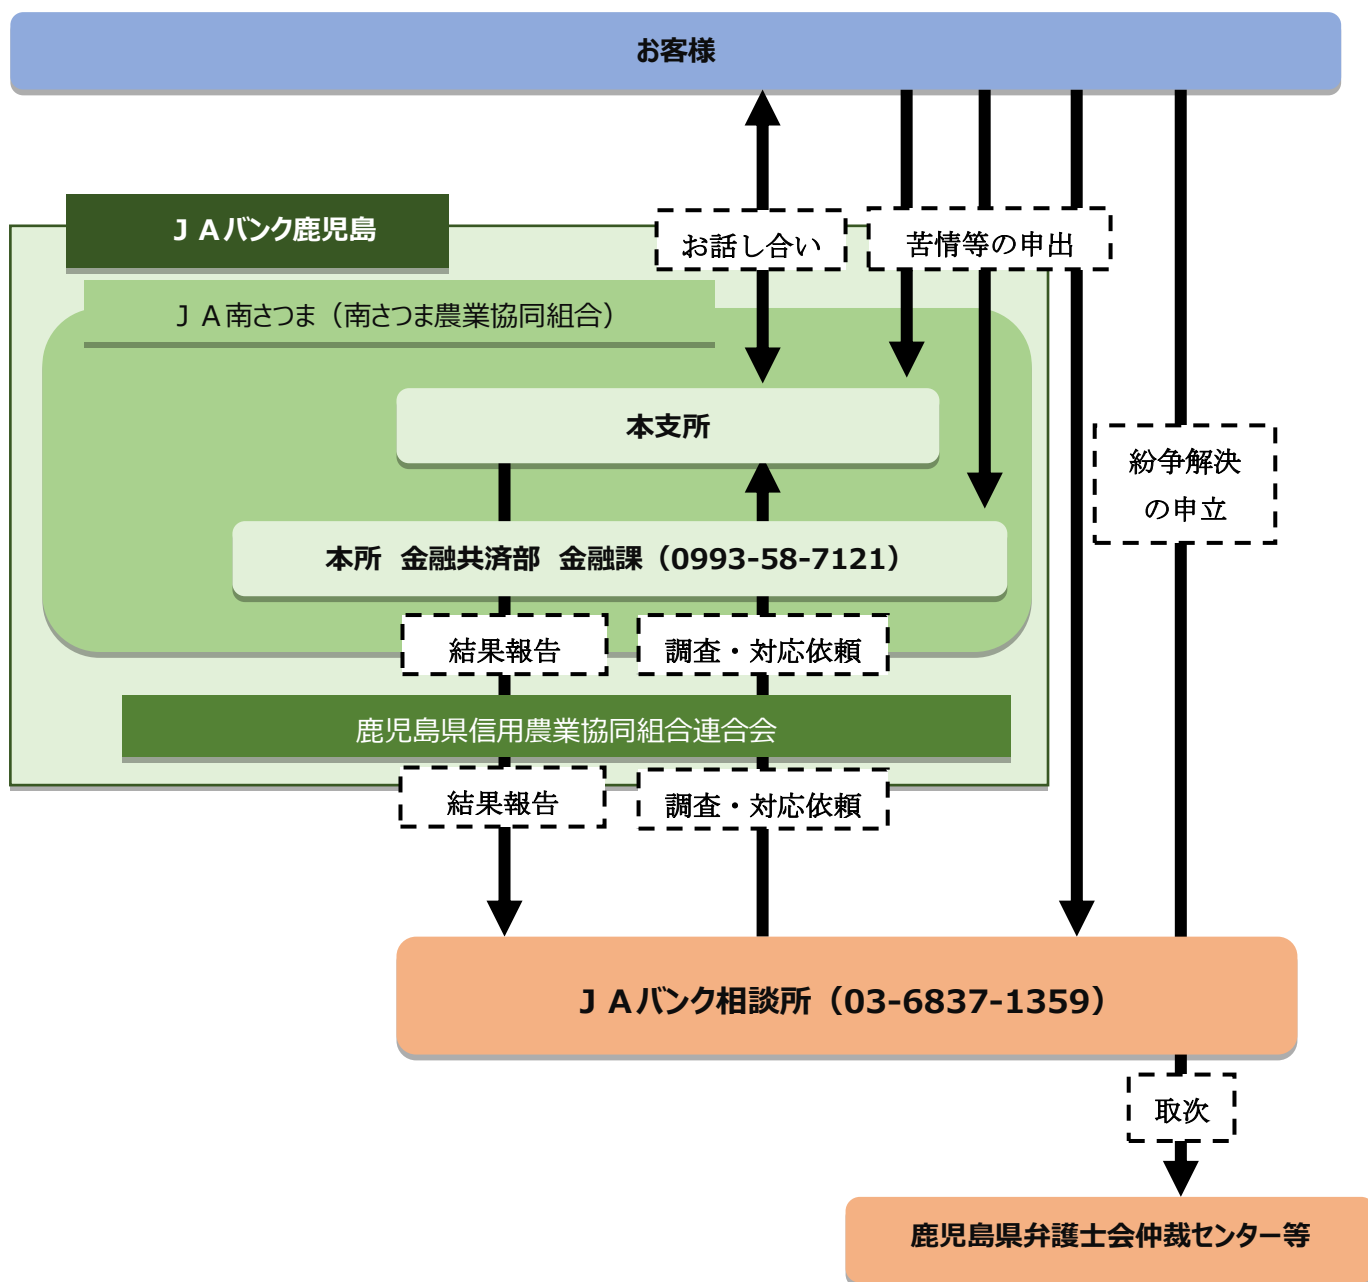 お客様
ＪＡバンク鹿児島
お話し合い
苦情等の申出
ＪＡ南さつま（南さつま農業協同組合）
本支所
紛争解決
の申立
本所 金融共済部 金融課（0993-58-7121）
結果報告
調査・対応依頼
鹿児島県信用農業協同組合連合会
結果報告
調査・対応依頼
ＪＡバンク相談所（03-6837-1359）
取次
鹿児島県弁護士会仲裁センター等